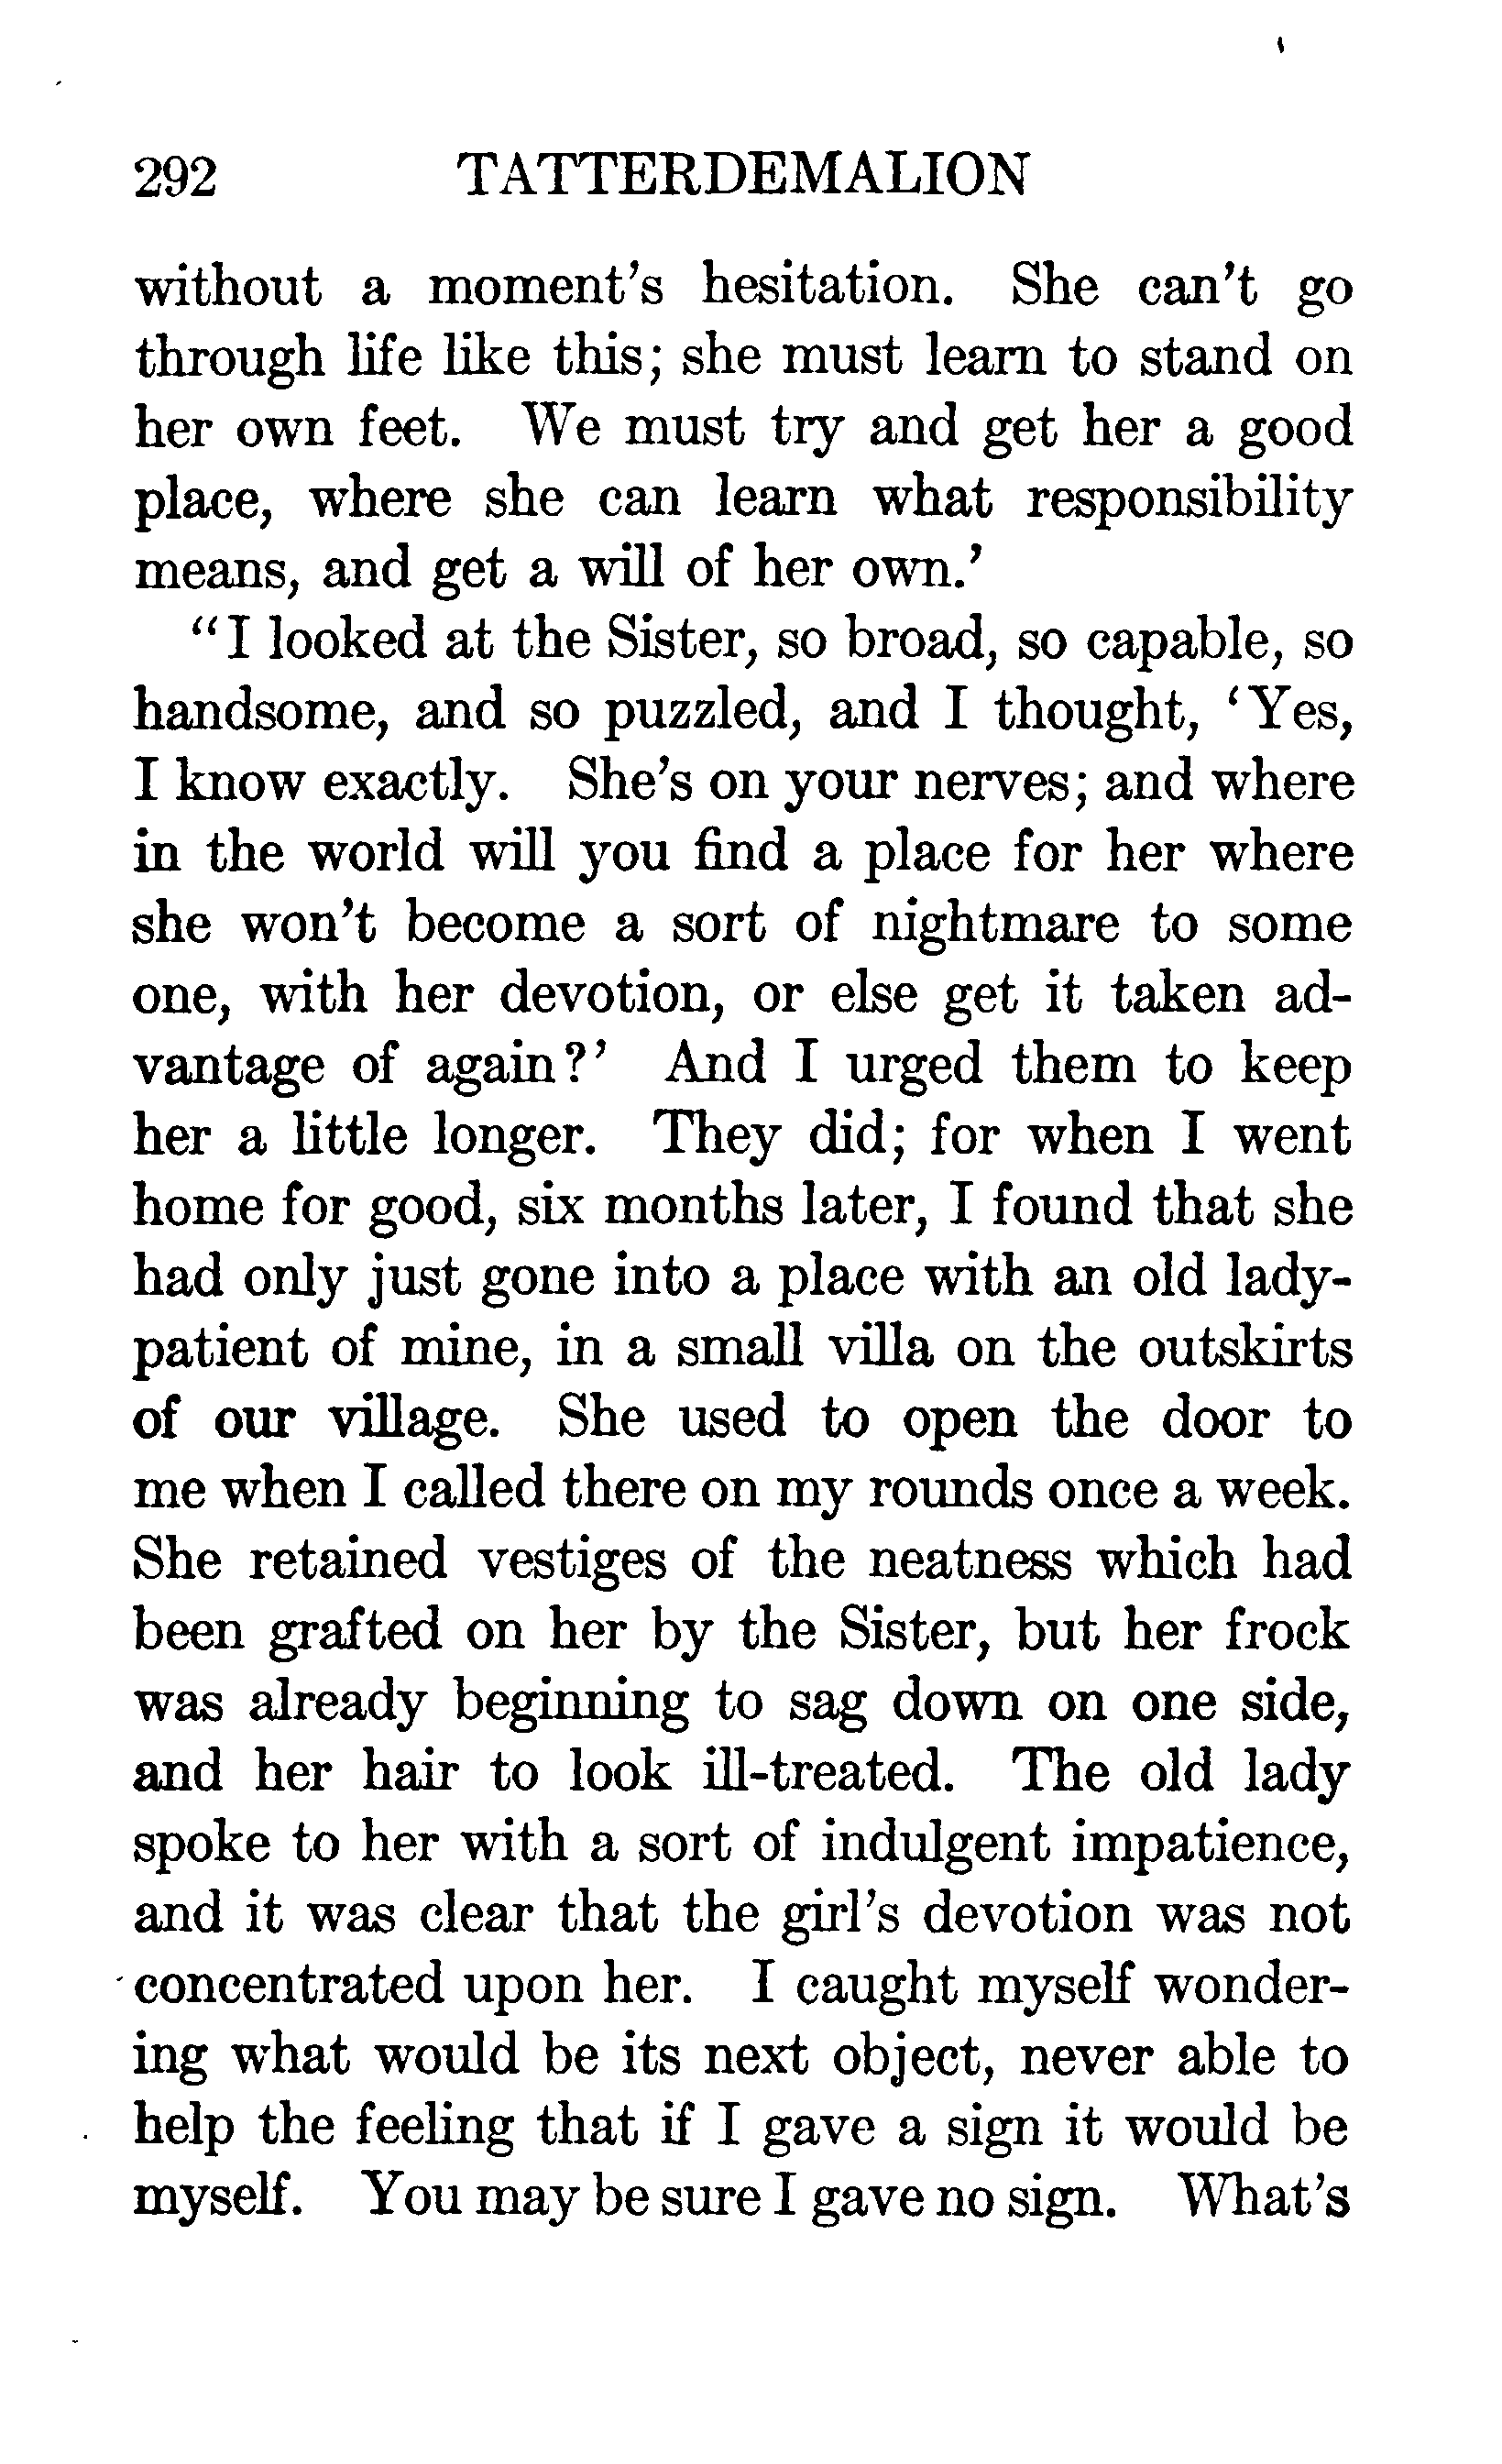 292 TATTERDEMALION
without a moment's hesitation. She can't go
through life like this; she must learn to stand on
her own feet. We must try and get her a good
place, where she can learn what responsibility
means, and get a will of her own.'
"I looked at the Sister, so broad, so capable, so
handsome, and so puzzled, and I thought, 'Yes,
I know exactly. She's on your nerves; and where
in the world will you find a place for her where
she won't become a sort of nightmare to some
one, with her devotion, or else get it taken ad-
vantage of again?' And I urged them to keep
her a little longer. They did; for when I went
home for good, six months later, I found that she
had only just gone into a place with an old lady-
patient of mine, in a small villa on the outskirts
of our village. She used to open the door to
me when I called there on my rounds once a week.
She retained vestiges of the neatness which had
been grafted on her by the Sister, but her frock
was already beginning to sag down on one side,
and her hair to look ill-treated. The old lady
spoke to her with a sort of indulgent impatience,
and it was clear that the girl's devotion was not
concentrated upon her. I caught myself wonder-
ing what would be its next object, never able to
help the feeling that if I gave a sign it would be
myself. You may be sure I gave no sign. What's